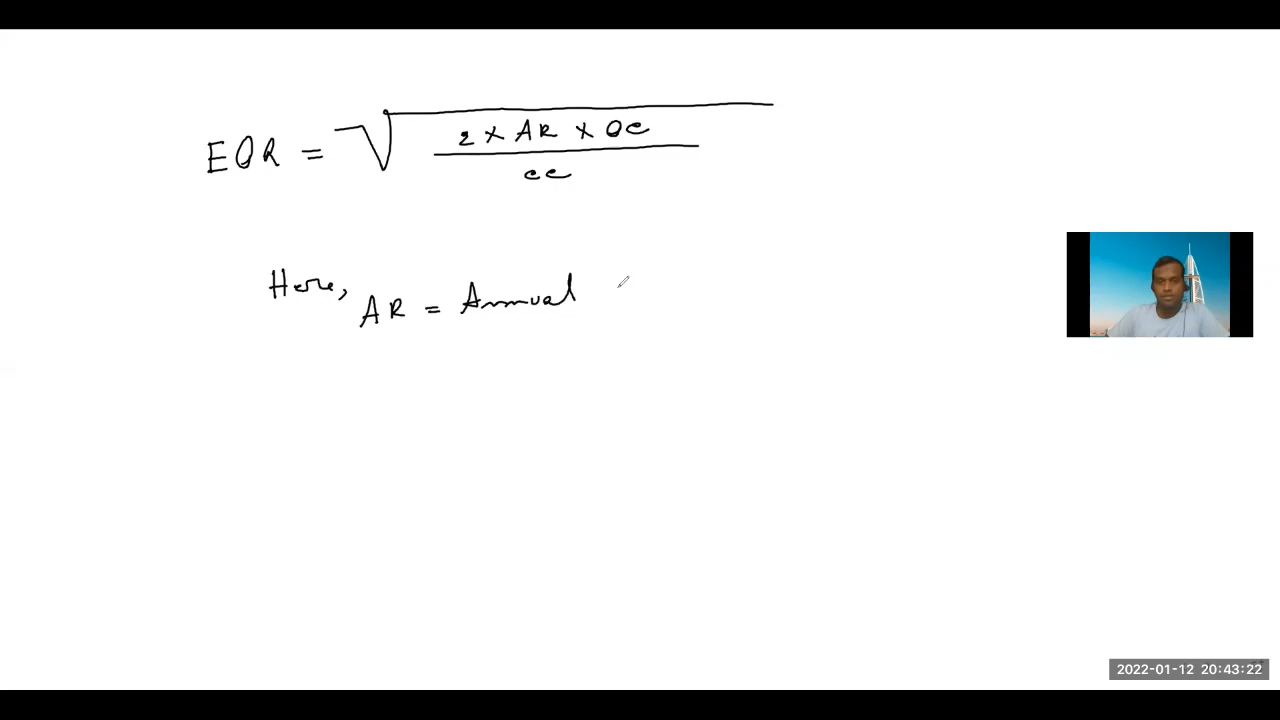 EOQ = √ 2 x AR x OC
cc
Here,
AR = Annual
2022-01-12 20:43:22